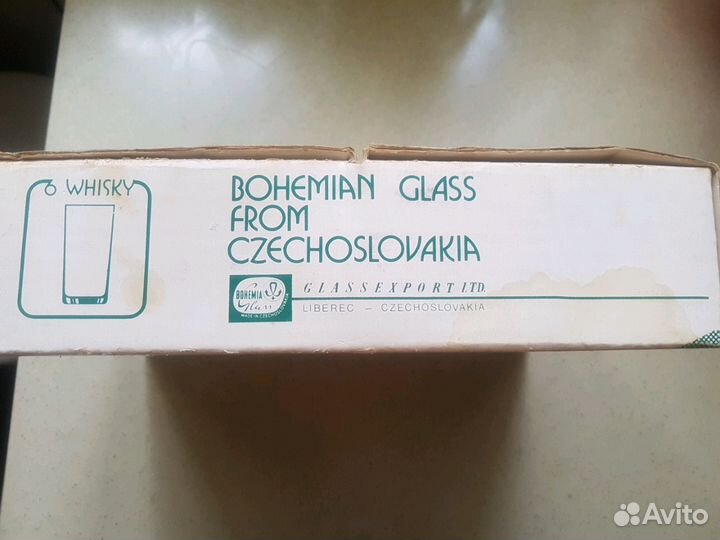 6 WHISKY
BOHEMIAN GLASS
FROM
CZECHOSLOVAKIA
BOHEMIA
Glass
MADE IN CZECHOSLOVAKIA
GLASSEXPORT LTD.
LIBEREC – CZECHOSLOVAKIA
Avito